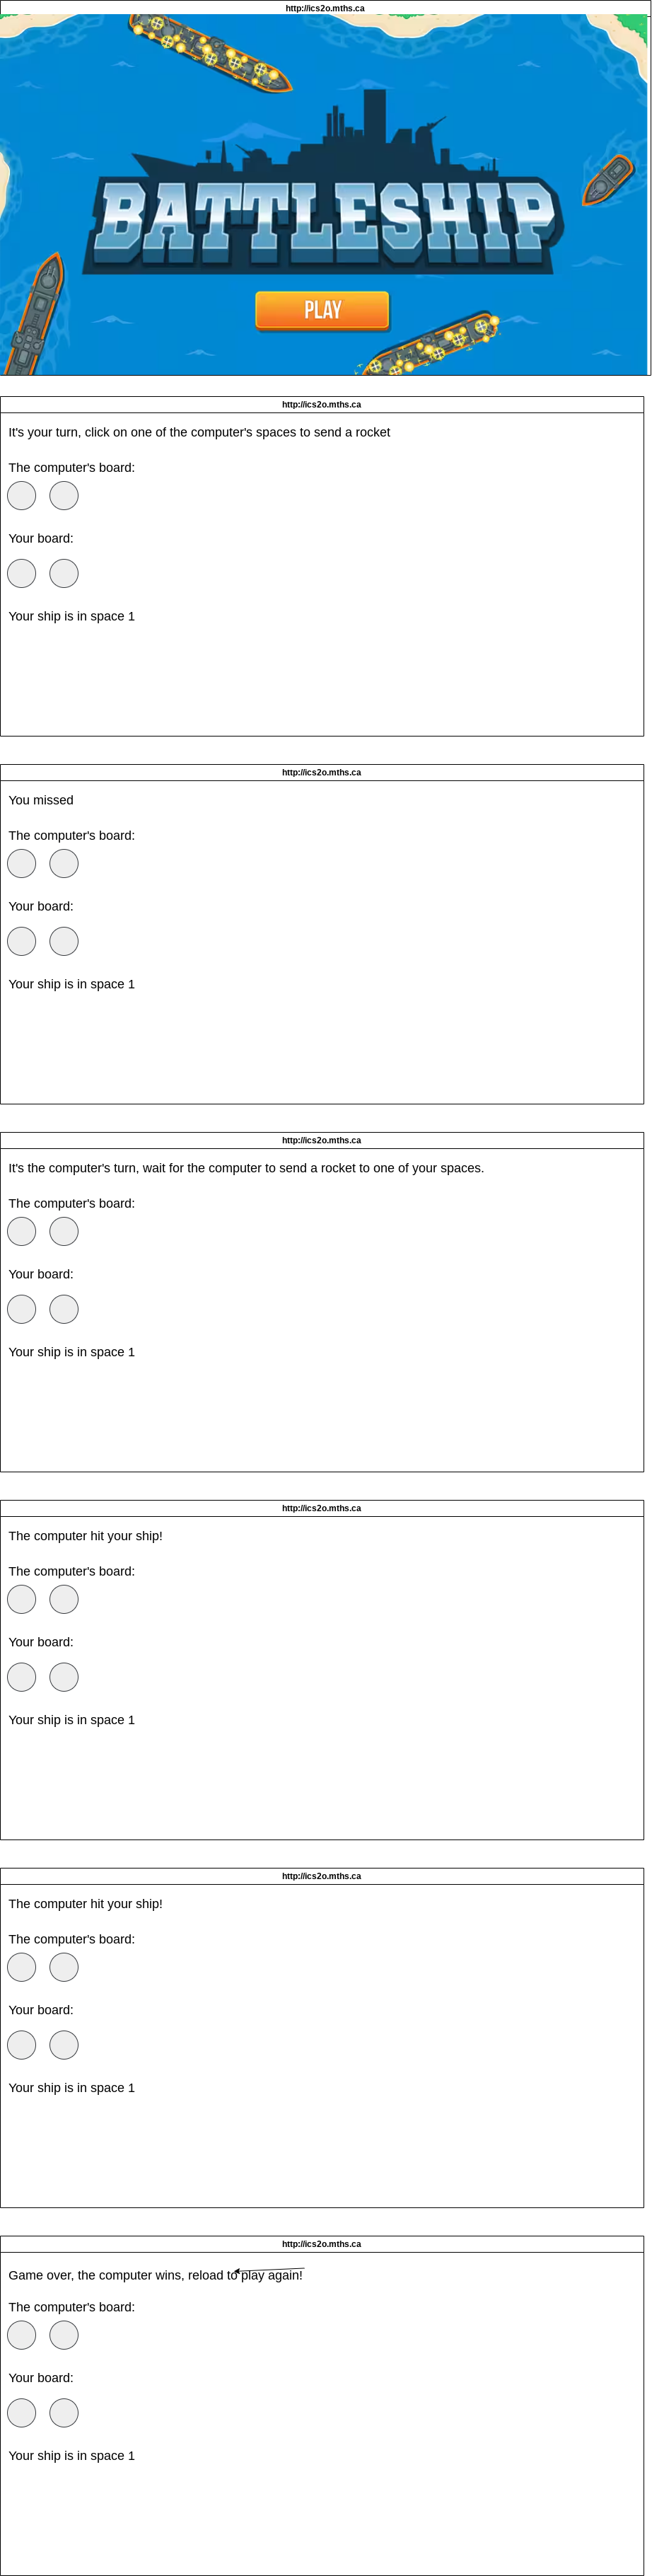 http://ics2o.mths.ca
BATTLESHIP
PLAY
http://ics2o.mths.ca
It's your turn, click on one of the computer's spaces to send a rocket
The computer's board:
Your board:
Your ship is in space 1
http://ics2o.mths.ca
You missed
The computer's board:
Your board:
Your ship is in space 1
http://ics2o.mths.ca
It's the computer's turn, wait for the computer to send a rocket to one of your spaces.
The computer's board:
Your board:
Your ship is in space 1
http://ics2o.mths.ca
The computer hit your ship!
The computer's board:
Your board:
Your ship is in space 1
http://ics2o.mths.ca
The computer hit your ship!
The computer's board:
Your board:
Your ship is in space 1
http://ics2o.mths.ca
Game over, the computer wins, reload to play again!
The computer's board:
Your board:
Your ship is in space 1